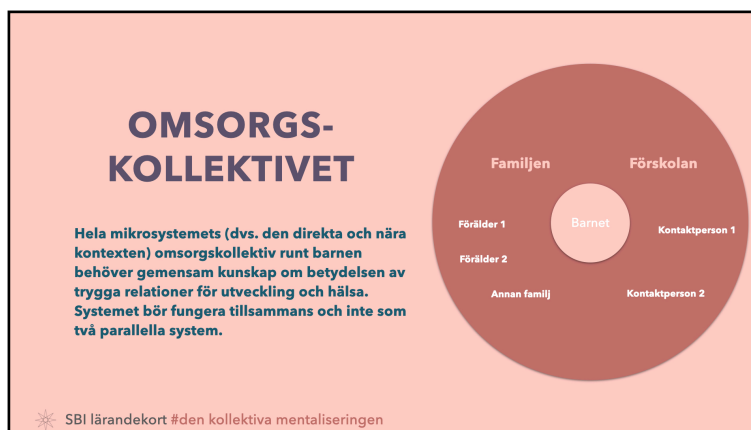 OMSORGS-
KOLLEKTIVET
Hela mikrosystemets (dvs. den direkta och nära
kontexten) omsorgskollektiv runt barnen
behöver gemensam kunskap om betydelsen av
trygga relationer för utveckling och hälsa.
Systemet bör fungera tillsammans och inte som
två parallella system.
Familjen
Förskolan
Förälder 1
Barnet
Kontaktperson 1
Förälder 2
Annan familj
Kontaktperson 2
SBI lärandekort #den kollektiva mentaliseringen